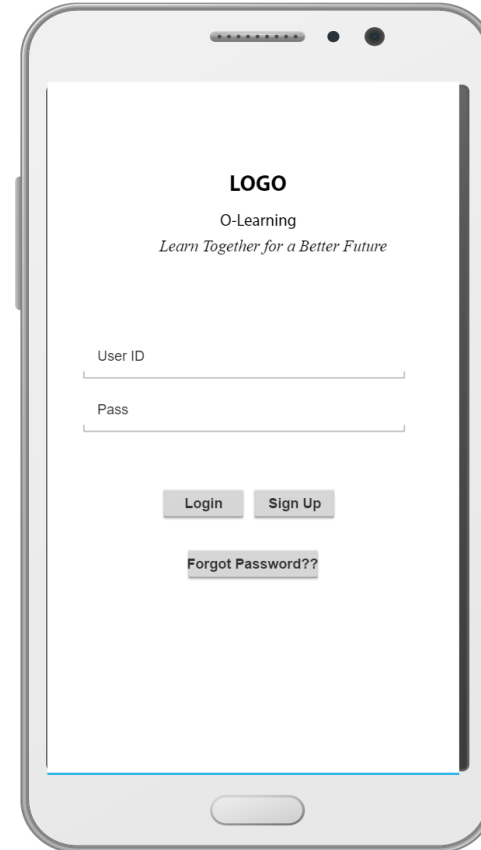 LOGO
O-Learning
Learn Together for a Better Future
User ID
Pass
Login Sign Up
Forgot Password??